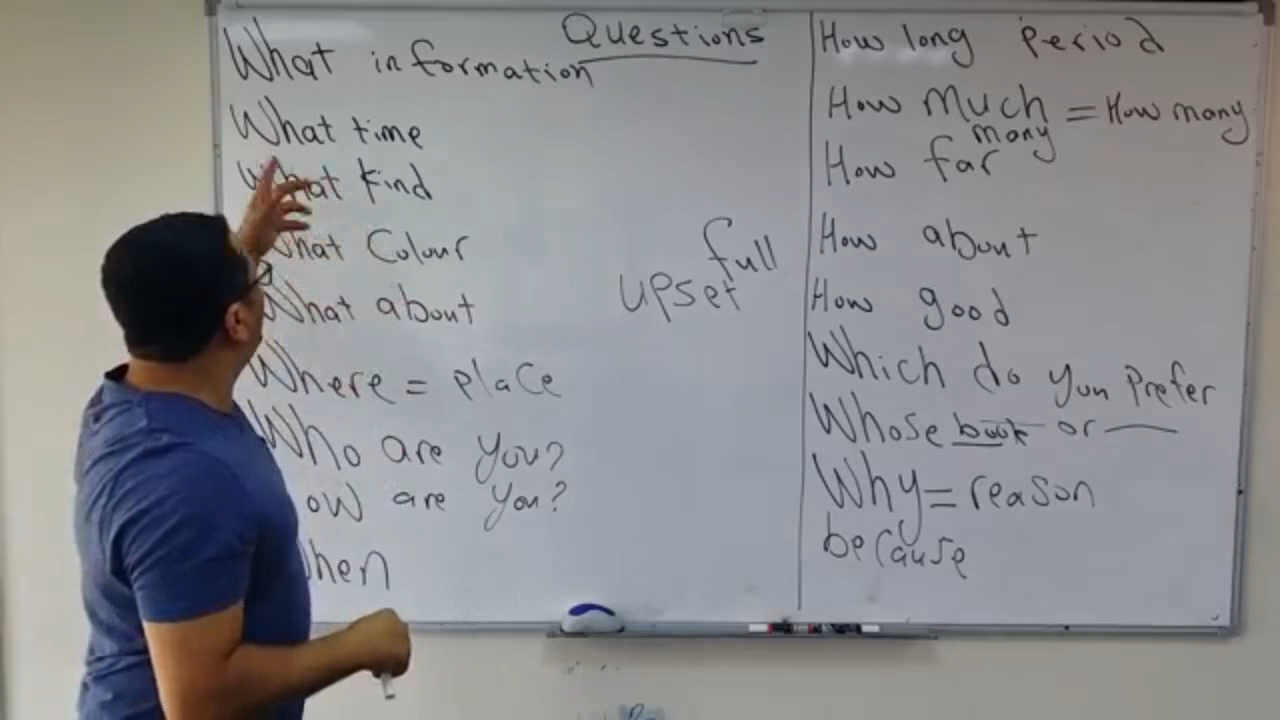 Questions
What information
What time
What kind
What Colour
What about
Where = place
Who are you?
ow are you?
hen
full
upset
How long period
How much = How many
many
How far
How about
How good
Which do you prefer
Whose book or
Why = reason
because